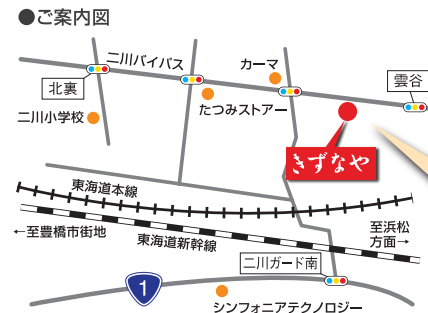 ●ご案内図
二川バイパス
カーマ
北裏
雲谷
たつみストアー
二川小学校
きずなや
東海道本線
←至豊橋市街地
東海道新幹線
至浜松
方面→
二川ガード南
1
シンフォニアテクノロジー